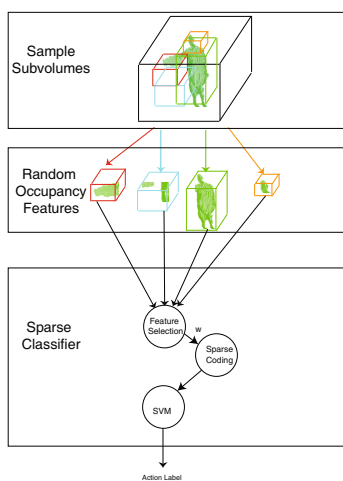 Sample
Subvolumes
Random
Occupancy
Features
Sparse
Classifier
Feature
Selection
w
Sparse
Coding
SVM
Action Label